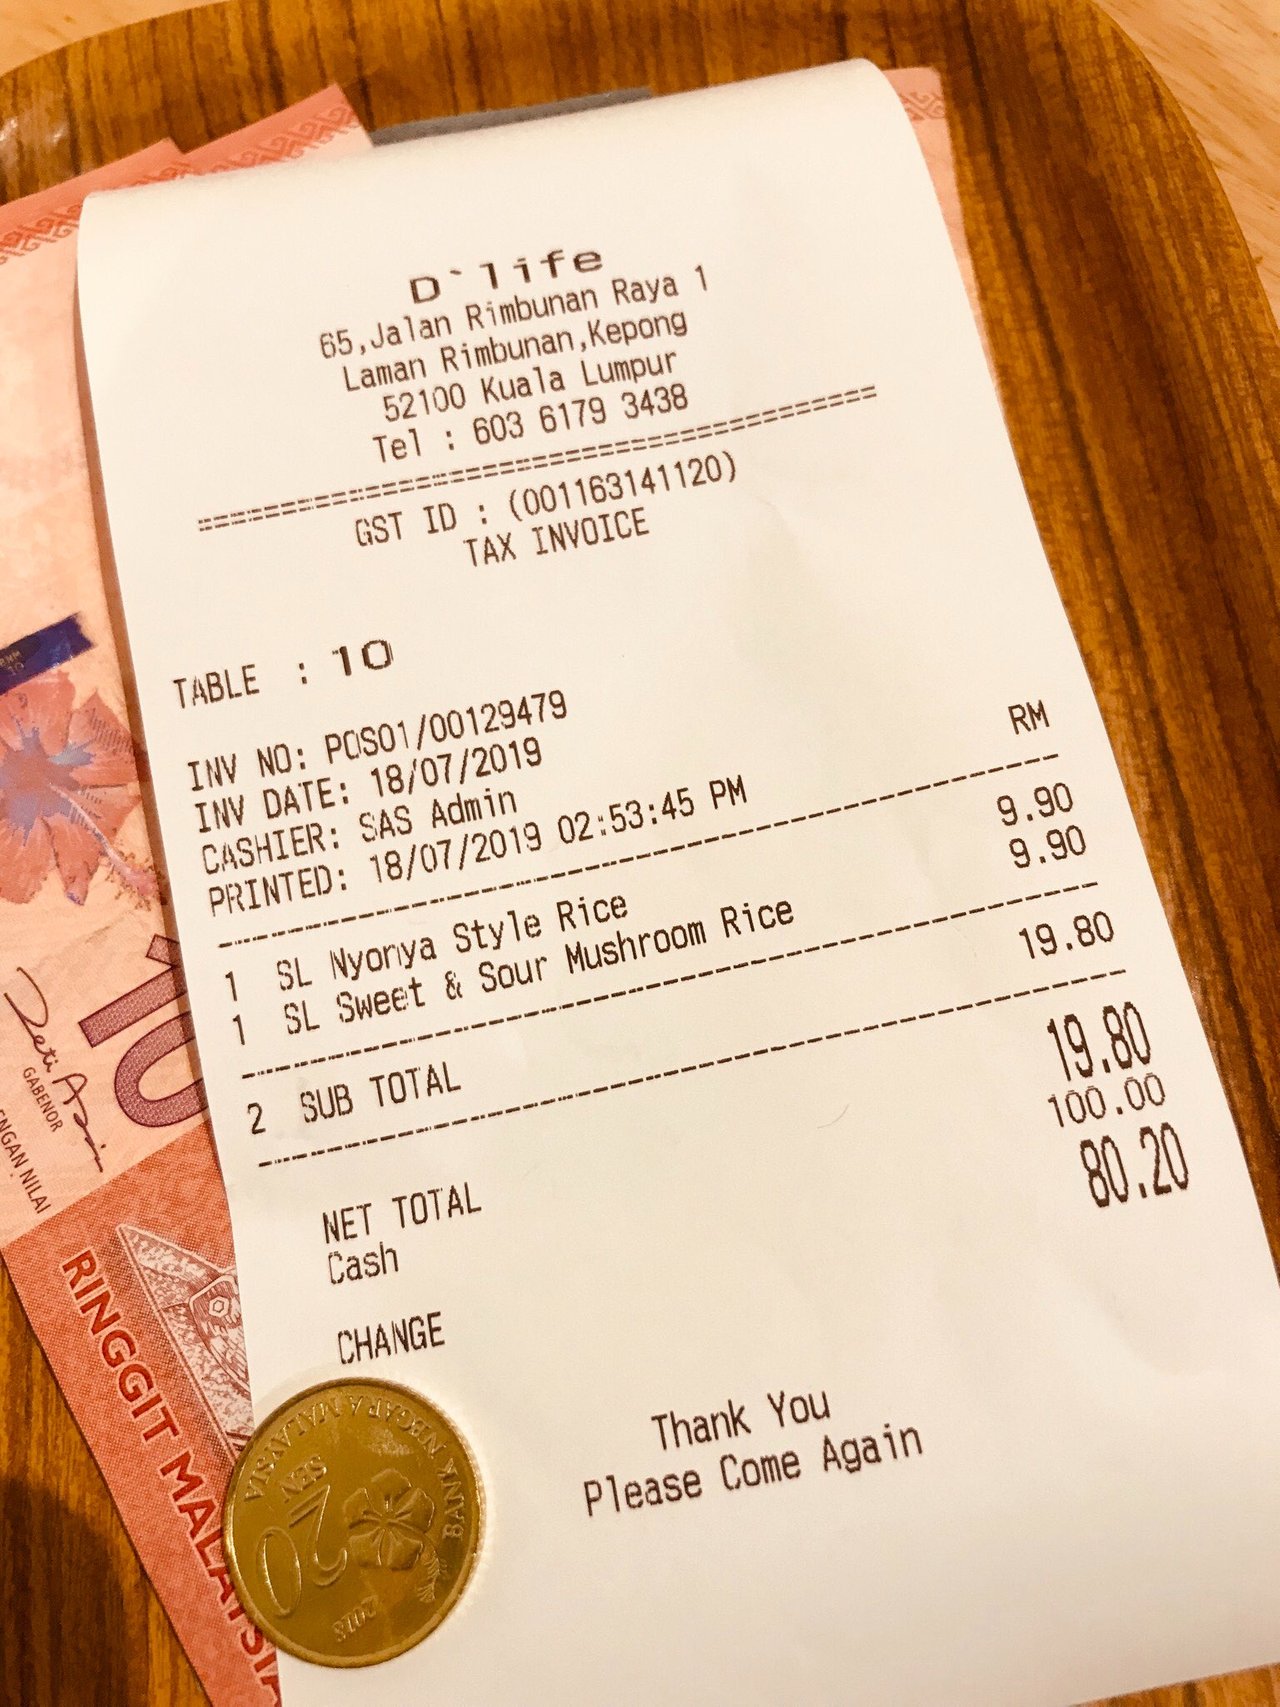 D`life
65,Jalan Rimbunan Raya 1
Laman Rimbunan,Kepong
52100 Kuala Lumpur
Tel : 603 6179 3438
================================================
GST ID : (001163141120)
TAX INVOICE
TABLE : 10
INV NO: POS01/00129479
INV DATE: 18/07/2019
CASHIER: SAS Admin
PRINTED: 18/07/2019 02:53:45 PM
RM
1 SL Nyonya Style Rice 9.90
1 SL Sweet & Sour Mushroom Rice 9.90
2 SUB TOTAL 19.80
NET TOTAL 19.80
Cash 100.00
CHANGE 80.20
Thank You
Please Come Again
10
GABENOR
NILAI
RINGGIT MALAYSIA
BANK NEGARA MALAYSIA
20
SEN
2013